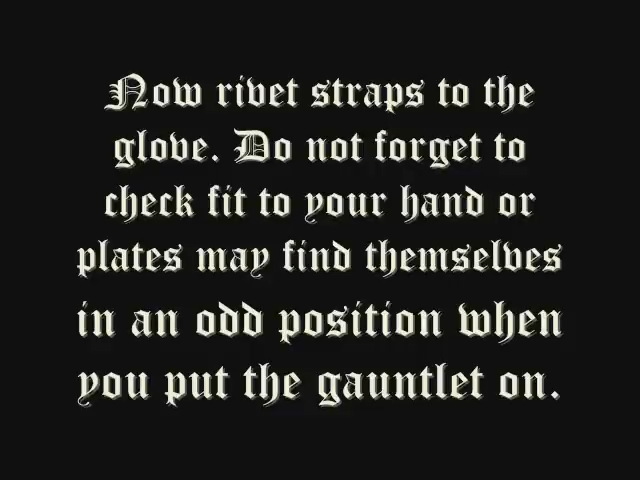 Now rivet straps to the
glove. Do not forget to
check fit to your hand or
plates may find themselves
in an odd position when
you put the gauntlet on.